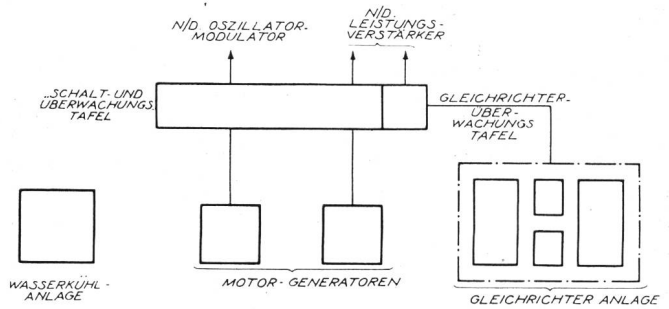 N/D. OSZILLATOR-
MODULATOR
N/D.
LEISTUNGS-
VERSTÄRKER
SCHALT- UND
ÜBERWACHUNGS
TAFEL
GLEICHRICHTER-
ÜBER-
WACHUNGS
TAFEL
WASSERKÜHL-
ANLAGE
MOTOR- GENERATOREN
GLEICHRICHTER ANLAGE